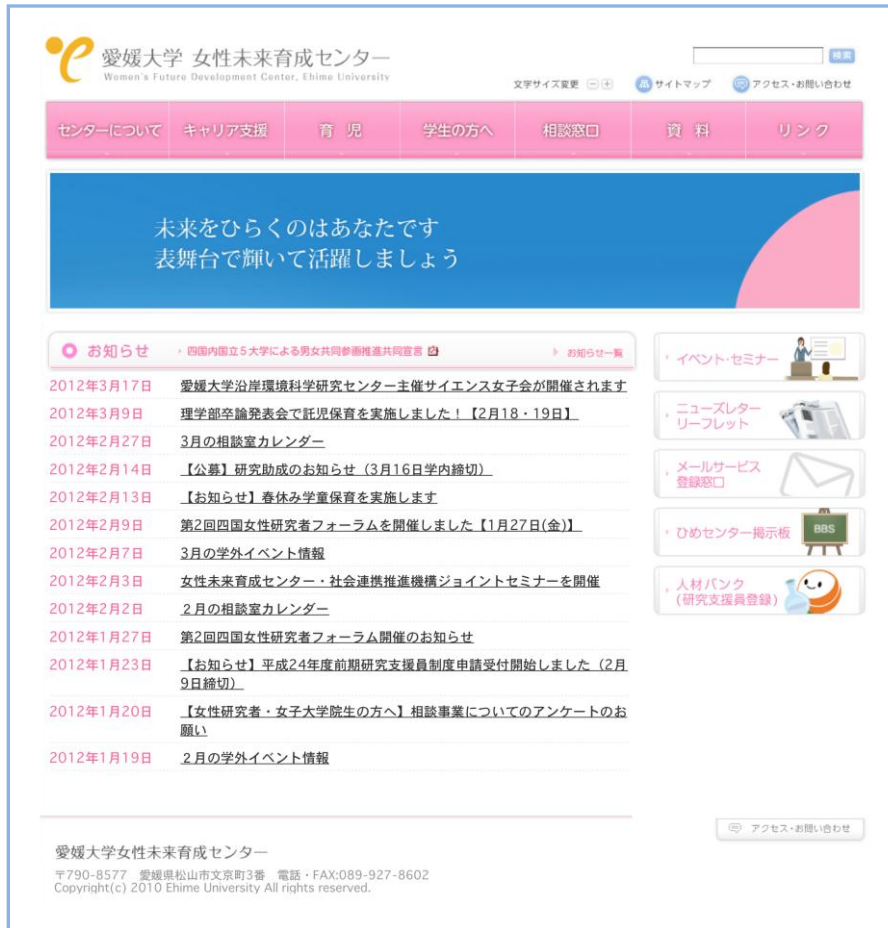 愛媛大学 女性未来育成センター
Women's Future Development Center, Ehime University
検索
文字サイズ変更 － ＋ サイトマップ アクセス・お問い合わせ
センターについて キャリア支援 育 児 学生の方へ 相談窓口 資 料 リンク
未来をひらくのはあなたです
表舞台で輝いて活躍しましょう
お知らせ 四国内国立５大学による男女共同参画推進共同宣言 お知らせ一覧
2012年3月17日 愛媛大学沿岸環境科学研究センター主催サイエンス女子会が開催されます
2012年3月9日 理学部卒論発表会で託児保育を実施しました！【2月18・19日】
2012年2月27日 3月の相談室カレンダー
2012年2月14日 【公募】研究助成のお知らせ（3月16日学内締切）
2012年2月13日 【お知らせ】春休み学童保育を実施します
2012年2月9日 第2回四国女性研究者フォーラムを開催しました【1月27日(金)】
2012年2月7日 3月の学外イベント情報
2012年2月3日 女性未来育成センター・社会連携推進機構ジョイントセミナーを開催
2012年2月2日 ２月の相談室カレンダー
2012年1月27日 第2回四国女性研究者フォーラム開催のお知らせ
2012年1月23日 【お知らせ】平成24年度前期研究支援員制度申請受付開始しました（2月
9日締切）
2012年1月20日 【女性研究者・女子大学院生の方へ】相談事業についてのアンケートのお
願い
2012年1月19日 ２月の学外イベント情報
イベント・セミナー
ニューズレター
リーフレット
メールサービス
登録窓口
ひめセンター掲示板 BBS
人材バンク
(研究支援員登録)
アクセス・お問い合わせ
愛媛大学女性未来育成センター
〒790-8577 愛媛県松山市文京町3番 電話・FAX:089-927-8602
Copyright(c) 2010 Ehime University All rights reserved.